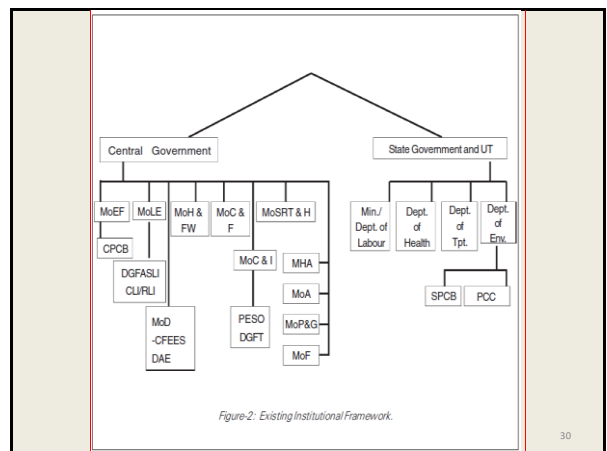 Central Government
State Government and UT
MoEF
MoLE
MoH &
FW
MoC &
F
MoSRT & H
Min./
Dept. of
Labour
Dept.
of
Health
Dept.
of
Tpt.
Dept.
of
Env.
CPCB
DGFASLI
CLI/RLI
MoC & I
MHA
MoA
MoP&G
MoF
MoD
-CFEES
DAE
PESO
DGFT
SPCB
PCC
Figure-2: Existing Institutional Framework.
30